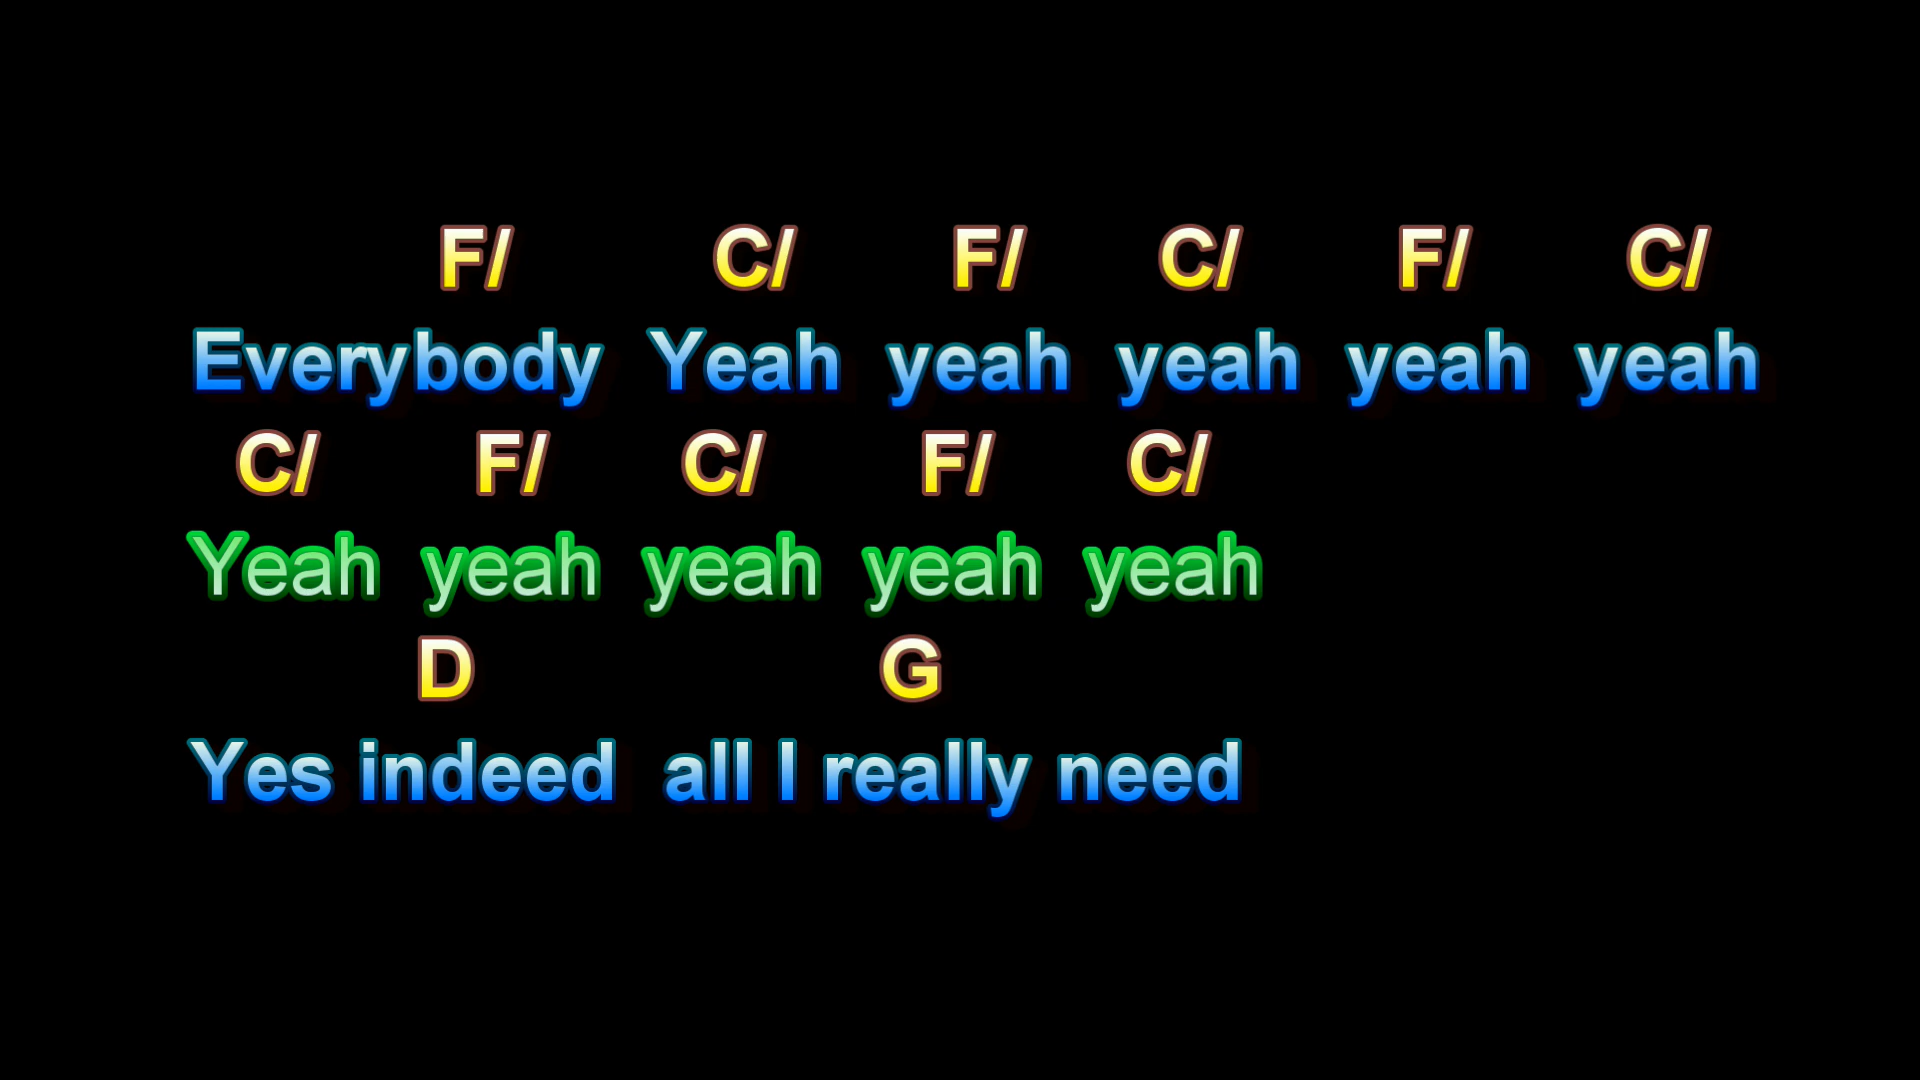 F/ C/ F/ C/ F/ C/
Everybody Yeah yeah yeah yeah yeah
C/ F/ C/ F/ C/
Yeah yeah yeah yeah yeah
D G
Yes indeed all I really need